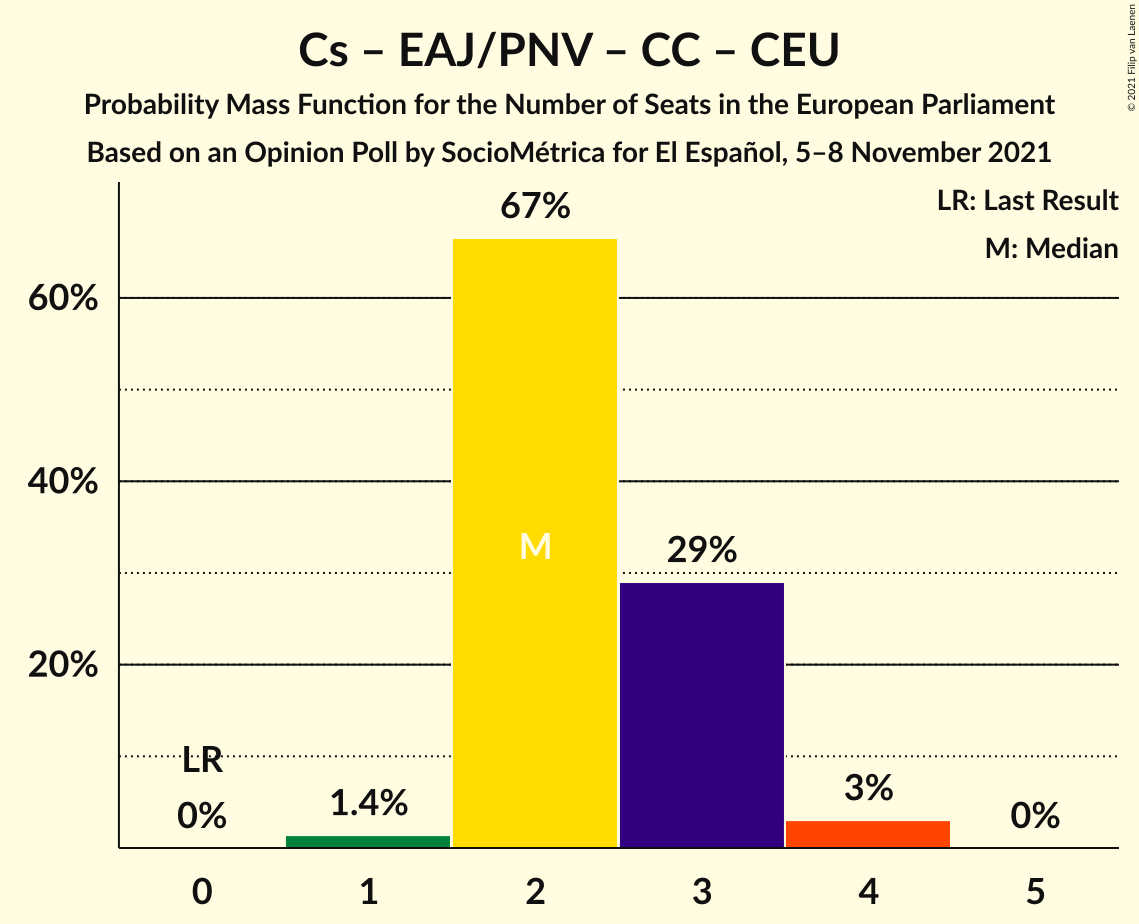 Cs – EAJ/PNV – CC – CEU
Probability Mass Function for the Number of Seats in the European Parliament
Based on an Opinion Poll by SocioMétrica for El Español, 5–8 November 2021
© 2021 Filip van Laenen
LR: Last Result
M: Median
67%
60%
40%
M
29%
20%
LR
0%
1.4%
3%
0%
0 1 2 3 4 5